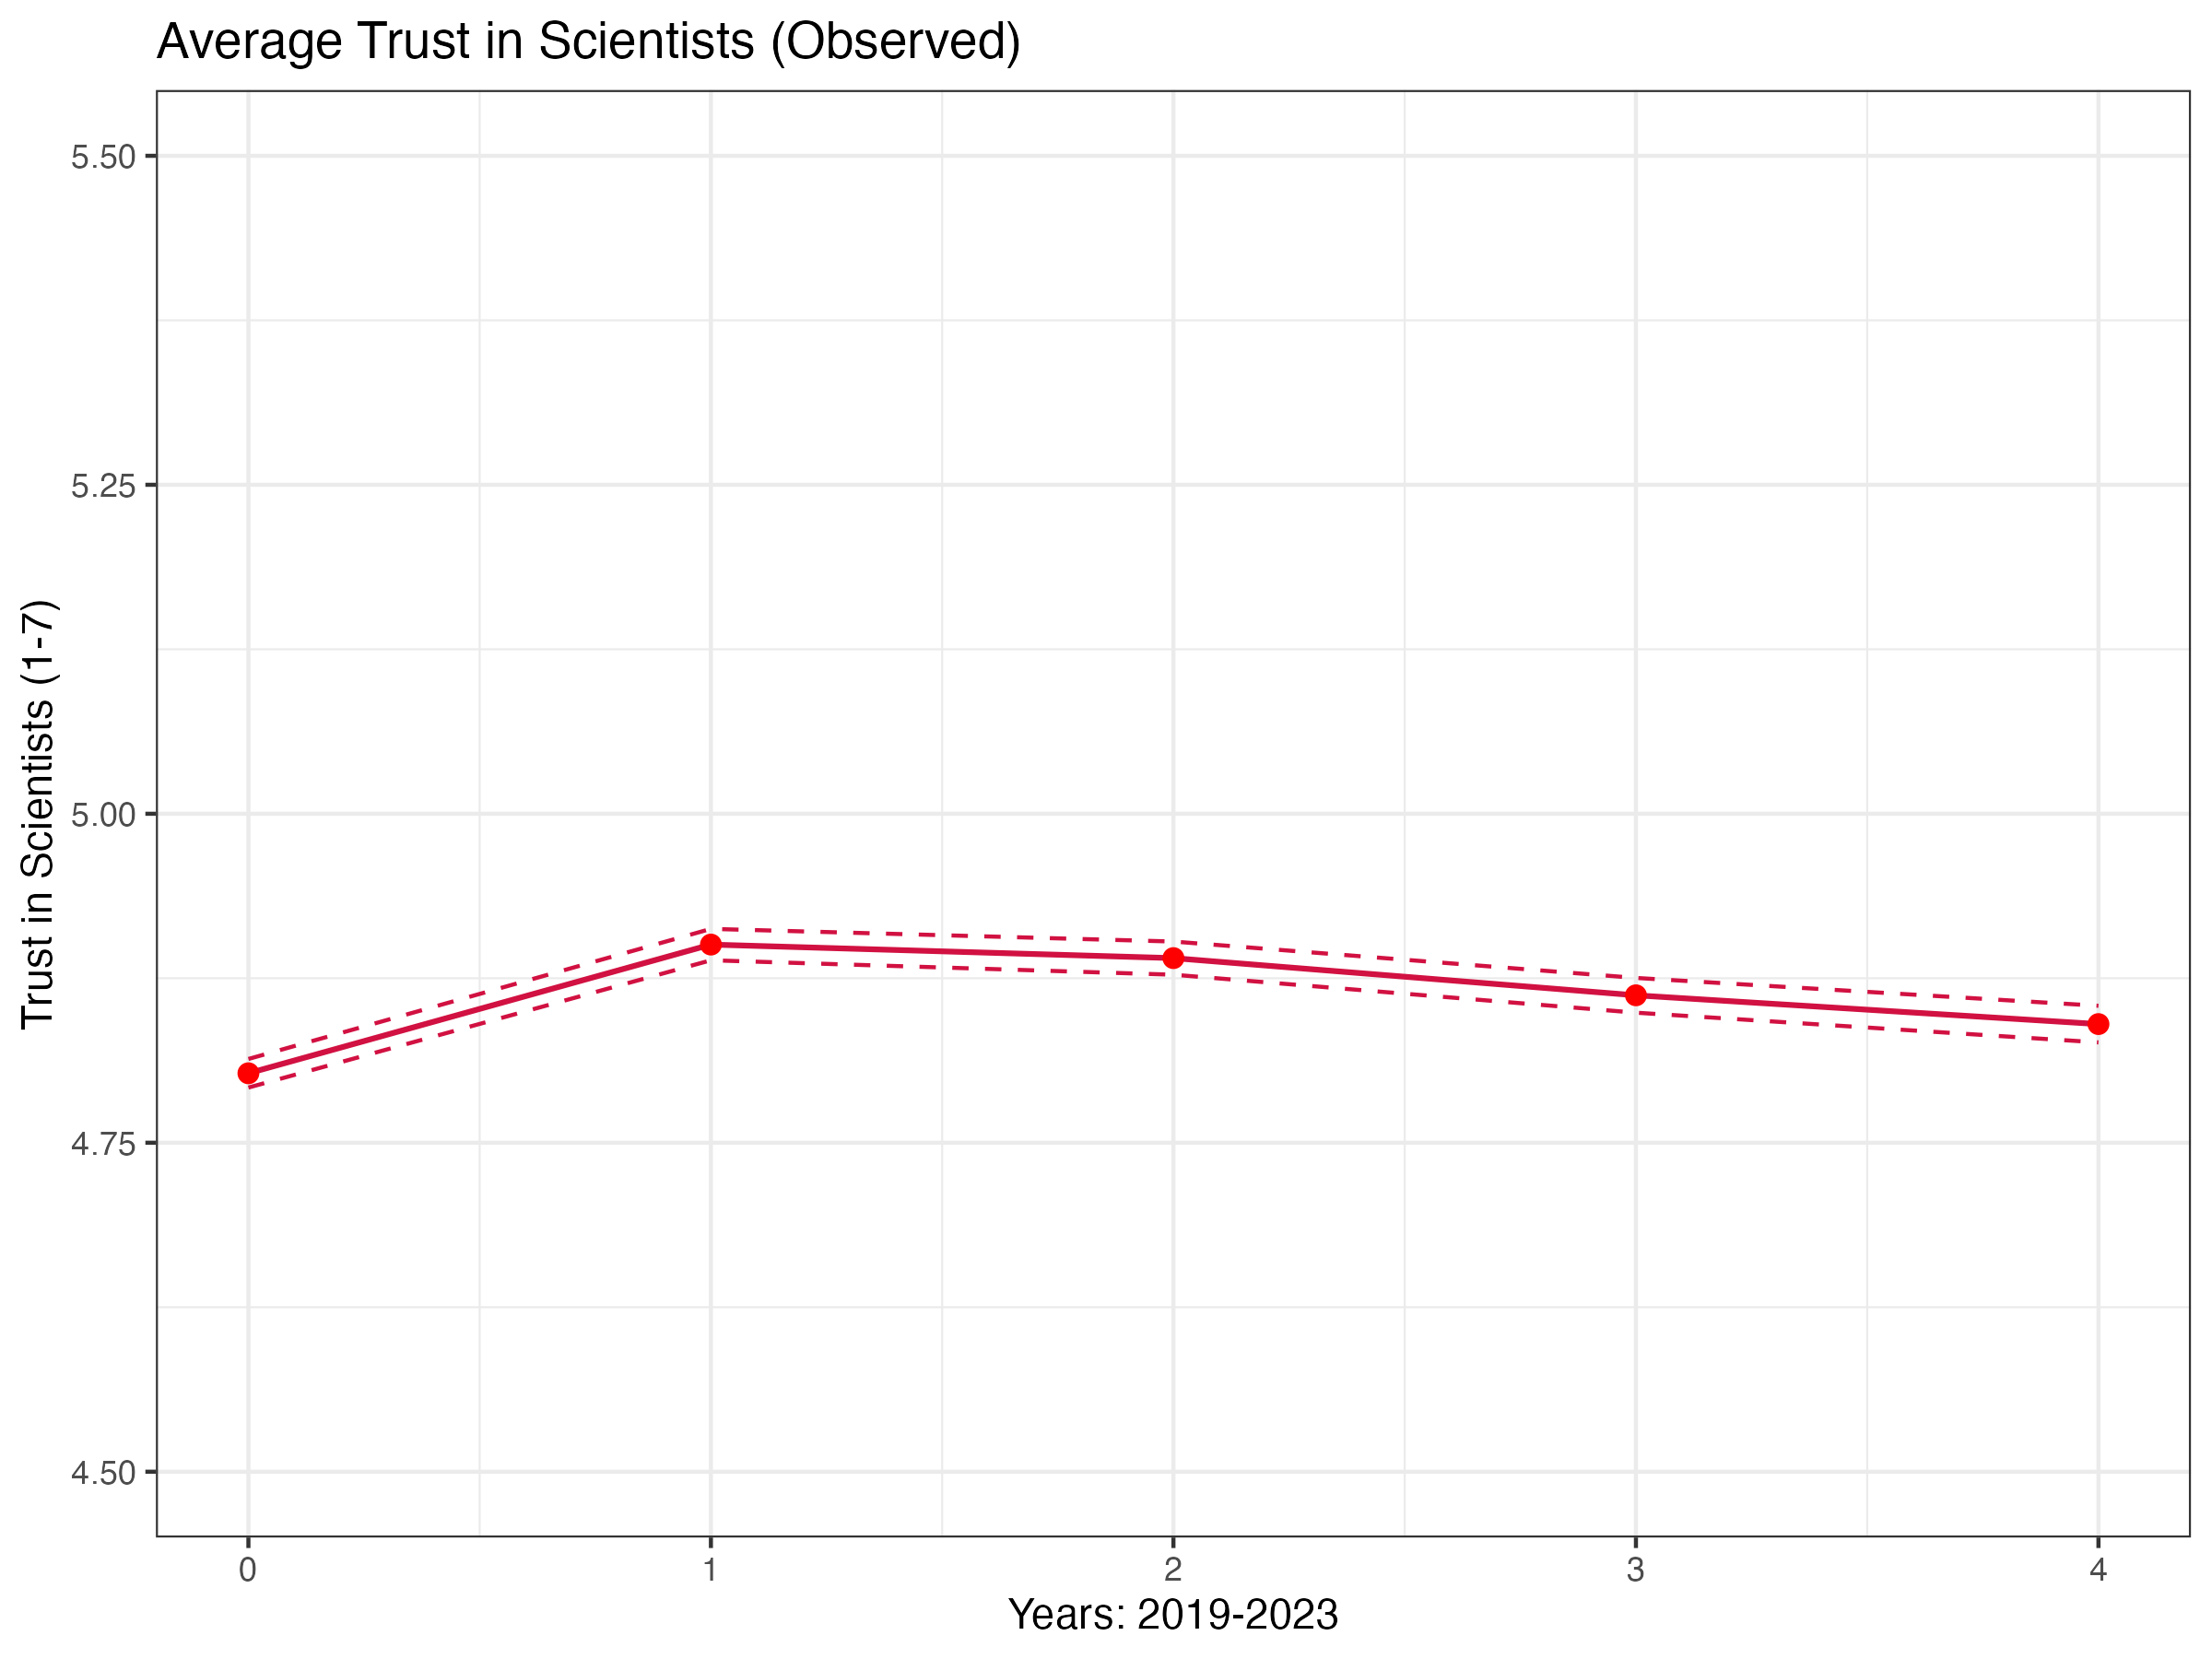 Average Trust in Scientists (Observed)
Trust in Scientists (1-7)
5.50
5.25
5.00
4.75
4.50
0 1 2 3 4
Years: 2019-2023